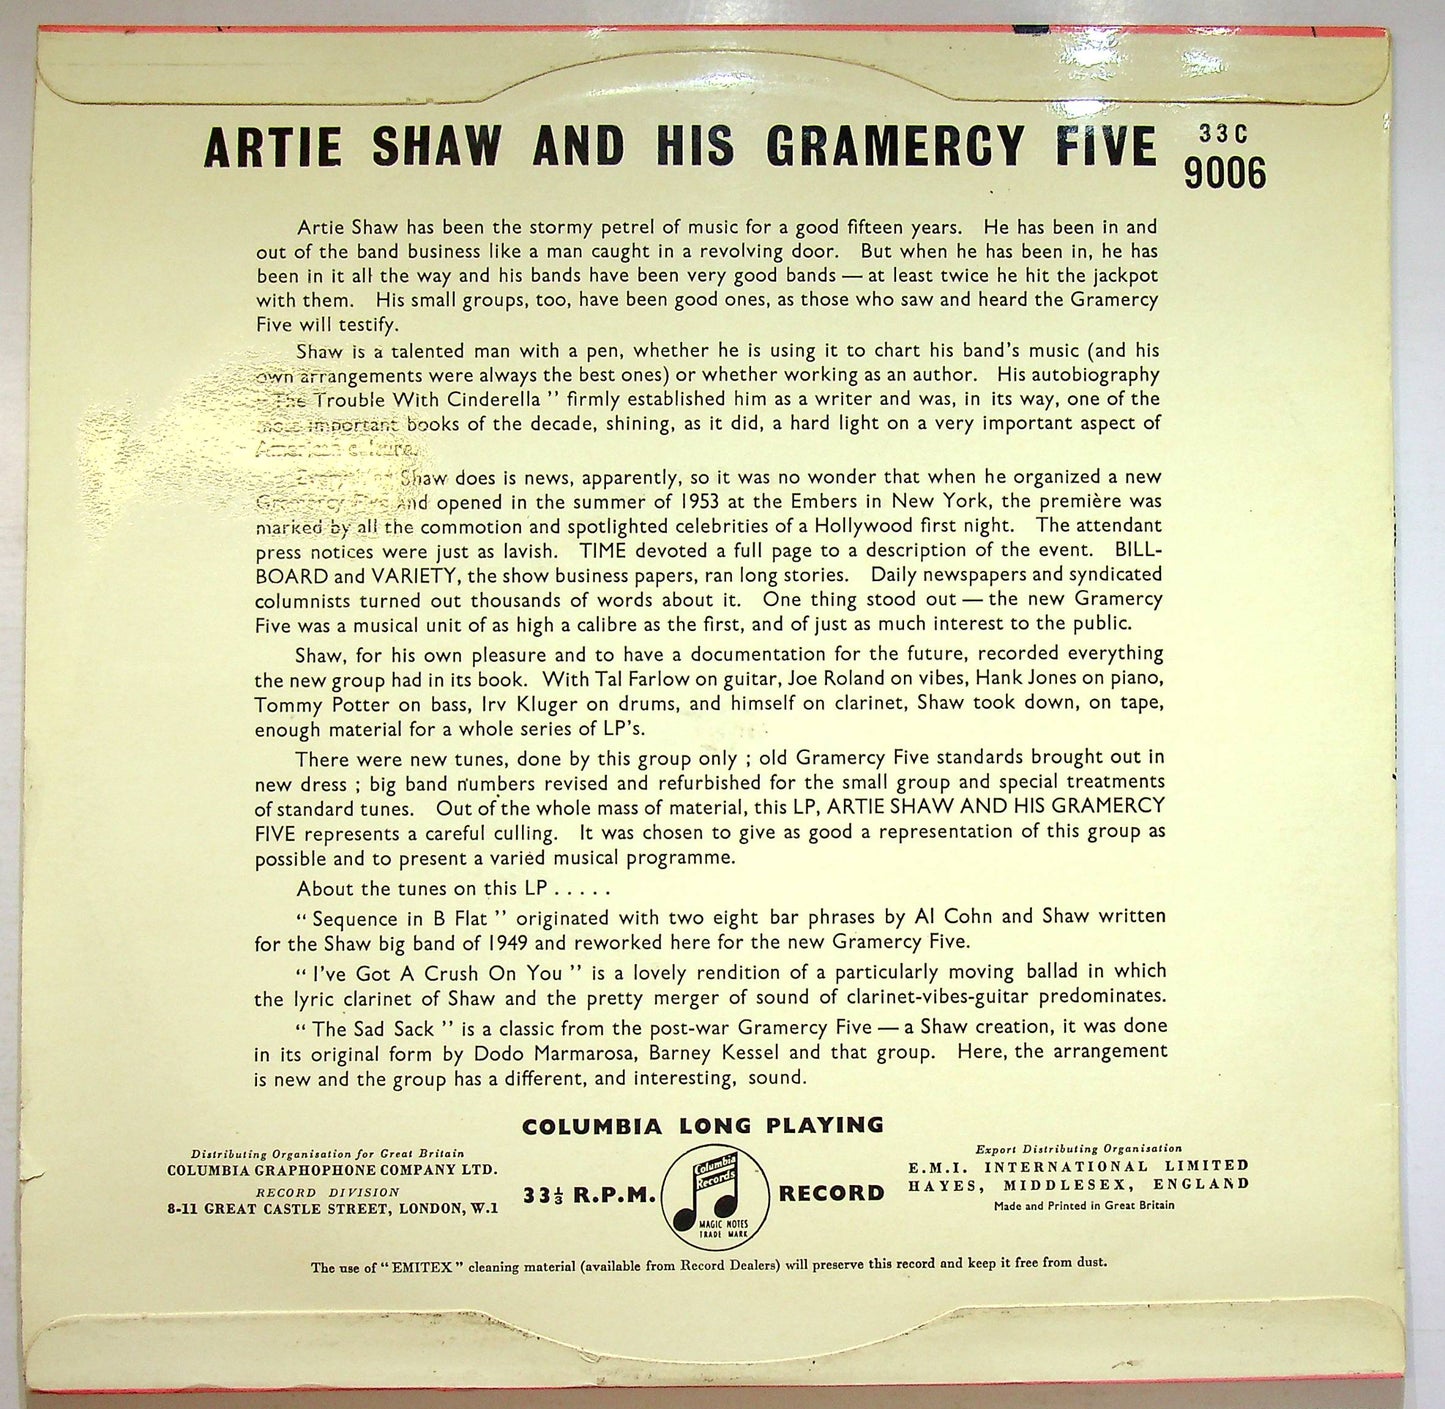 ARTIE SHAW AND HIS GRAMERCY FIVE
33C
9006
Artie Shaw has been the stormy petrel of music for a good fifteen years. He has been in and
out of the band business like a man caught in a revolving door. But when he has been in, he has
been in it all the way and his bands have been very good bands — at least twice he hit the jackpot
with them. His small groups, too, have been good ones, as those who saw and heard the Gramercy
Five will testify.
Shaw is a talented man with a pen, whether he is using it to chart his band's music (and his
own arrangements were always the best ones) or whether working as an author. His autobiography
“ The Trouble With Cinderella ” firmly established him as a writer and was, in its way, one of the
most important books of the decade, shining, as it did, a hard light on a very important aspect of
American culture.
Everything Shaw does is news, apparently, so it was no wonder that when he organized a new
Gramercy Five and opened in the summer of 1953 at the Embers in New York, the première was
marked by all the commotion and spotlighted celebrities of a Hollywood first night. The attendant
press notices were just as lavish. TIME devoted a full page to a description of the event. BILL-
BOARD and VARIETY, the show business papers, ran long stories. Daily newspapers and syndicated
columnists turned out thousands of words about it. One thing stood out — the new Gramercy
Five was a musical unit of as high a calibre as the first, and of just as much interest to the public.
Shaw, for his own pleasure and to have a documentation for the future, recorded everything
the new group had in its book. With Tal Farlow on guitar, Joe Roland on vibes, Hank Jones on piano,
Tommy Potter on bass, Irv Kluger on drums, and himself on clarinet, Shaw took down, on tape,
enough material for a whole series of LP's.
There were new tunes, done by this group only ; old Gramercy Five standards brought out in
new dress ; big band numbers revised and refurbished for the small group and special treatments
of standard tunes. Out of the whole mass of material, this LP, ARTIE SHAW AND HIS GRAMERCY
FIVE represents a careful culling. It was chosen to give as good a representation of this group as
possible and to present a varied musical programme.
About the tunes on this LP . . . . .
“ Sequence in B Flat ” originated with two eight bar phrases by Al Cohn and Shaw written
for the Shaw big band of 1949 and reworked here for the new Gramercy Five.
“ I've Got A Crush On You ” is a lovely rendition of a particularly moving ballad in which
the lyric clarinet of Shaw and the pretty merger of sound of clarinet-vibes-guitar predominates.
“ The Sad Sack ” is a classic from the post-war Gramercy Five — a Shaw creation, it was done
in its original form by Dodo Marmarosa, Barney Kessel and that group. Here, the arrangement
is new and the group has a different, and interesting, sound.
COLUMBIA LONG PLAYING
Distributing Organisation for Great Britain
COLUMBIA GRAPHOPHONE COMPANY LTD.
RECORD DIVISION
8-11 GREAT CASTLE STREET, LONDON, W.1
33⅓ R.P.M.
Columbia
Records
MAGIC NOTES
TRADE MARK
RECORD
Export Distributing Organisation
E.M.I. INTERNATIONAL LIMITED
HAYES, MIDDLESEX, ENGLAND
Made and Printed in Great Britain
The use of “ EMITEX ” cleaning material (available from Record Dealers) will preserve this record and keep it free from dust.